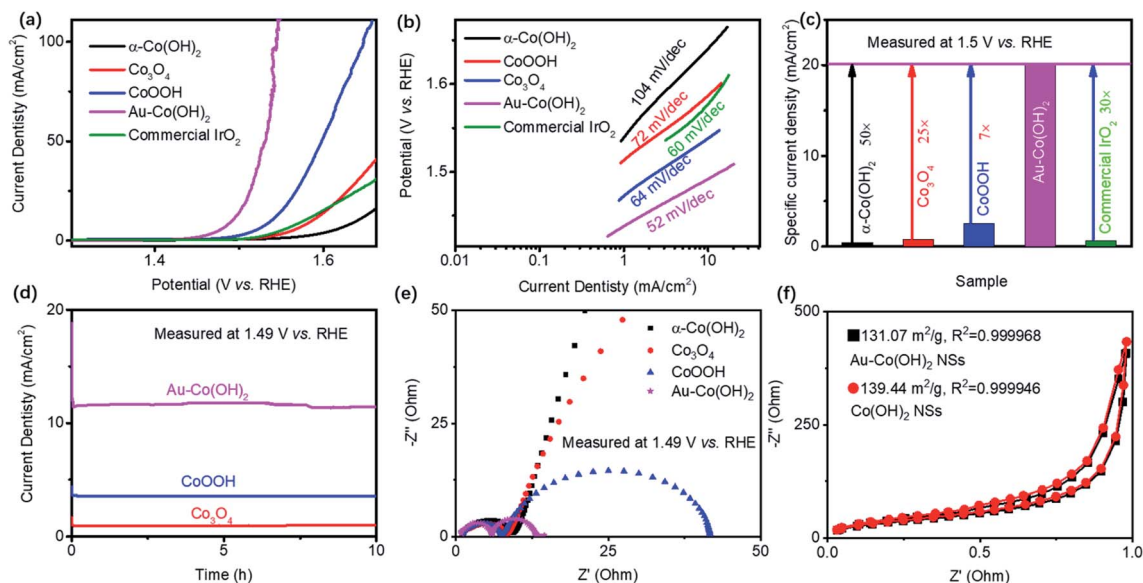 (a)
α-Co(OH)₂
Co₃O₄
CoOOH
Au-Co(OH)₂
Commercial IrO₂
Current Dentisty (mA/cm²)
100
50
0
1.4
1.6
Potential (V vs. RHE)
(b)
α-Co(OH)₂
CoOOH
Co₃O₄
Au-Co(OH)₂
Commercial IrO₂
104 mV/dec
72 mV/dec
60 mV/dec
64 mV/dec
52 mV/dec
Potential (V vs. RHE)
1.6
1.5
0.01
0.1
1
10
100
Current Dentisty (mA/cm²)
(c)
Measured at 1.5 V vs. RHE
Specific current density (mA/cm²)
25
20
15
10
5
0
α-Co(OH)₂ 50×
Co₃O₄ 25×
CoOOH 7×
Au-Co(OH)₂
Commercial IrO₂ 30×
Sample
(d)
Measured at 1.49 V vs. RHE
Au-Co(OH)₂
CoOOH
Co₃O₄
Current Dentisty (mA/cm²)
20
10
0
0
5
10
Time (h)
(e)
α-Co(OH)₂
Co₃O₄
CoOOH
Au-Co(OH)₂
Measured at 1.49 V vs. RHE
-Z'' (Ohm)
50
25
0
0
25
50
Z' (Ohm)
(f)
131.07 m²/g, R²=0.999968
Au-Co(OH)₂ NSs
139.44 m²/g, R²=0.999946
Co(OH)₂ NSs
-Z'' (Ohm)
500
250
0
0.0
0.5
1.0
Z' (Ohm)